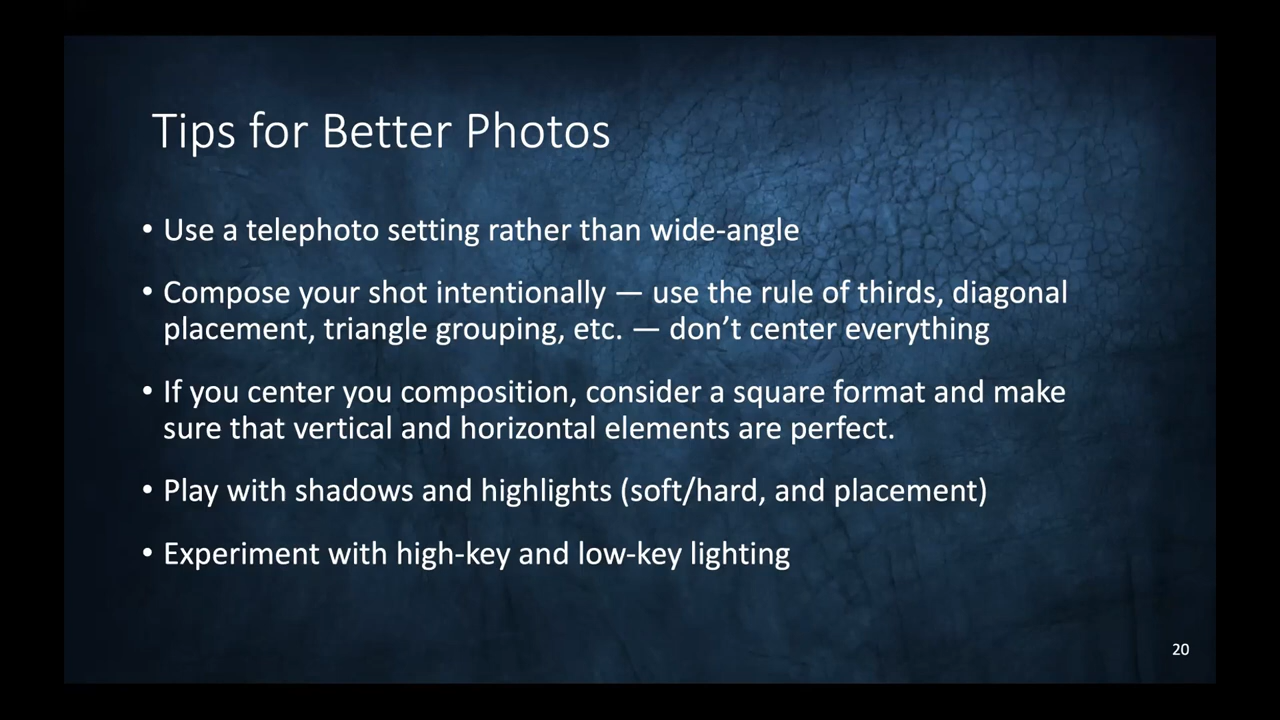 Tips for Better Photos
• Use a telephoto setting rather than wide-angle
• Compose your shot intentionally — use the rule of thirds, diagonal
placement, triangle grouping, etc. — don’t center everything
• If you center you composition, consider a square format and make
sure that vertical and horizontal elements are perfect.
• Play with shadows and highlights (soft/hard, and placement)
• Experiment with high-key and low-key lighting
20